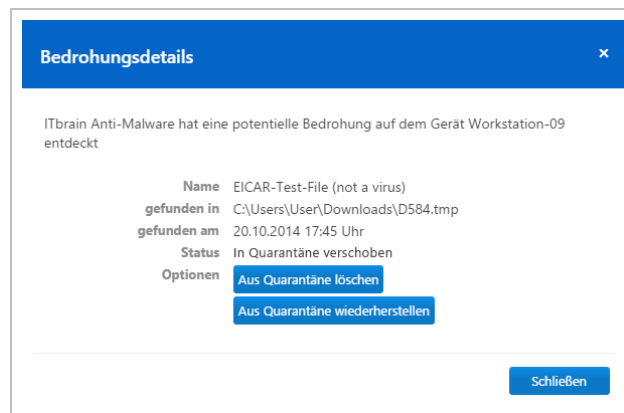 Bedrohungsdetails
×
ITbrain Anti-Malware hat eine potentielle Bedrohung auf dem Gerät Workstation-09
entdeckt
Name EICAR-Test-File (not a virus)
gefunden in C:\Users\User\Downloads\D584.tmp
gefunden am 20.10.2014 17:45 Uhr
Status In Quarantäne verschoben
Optionen Aus Quarantäne löschen
Aus Quarantäne wiederherstellen
Schließen